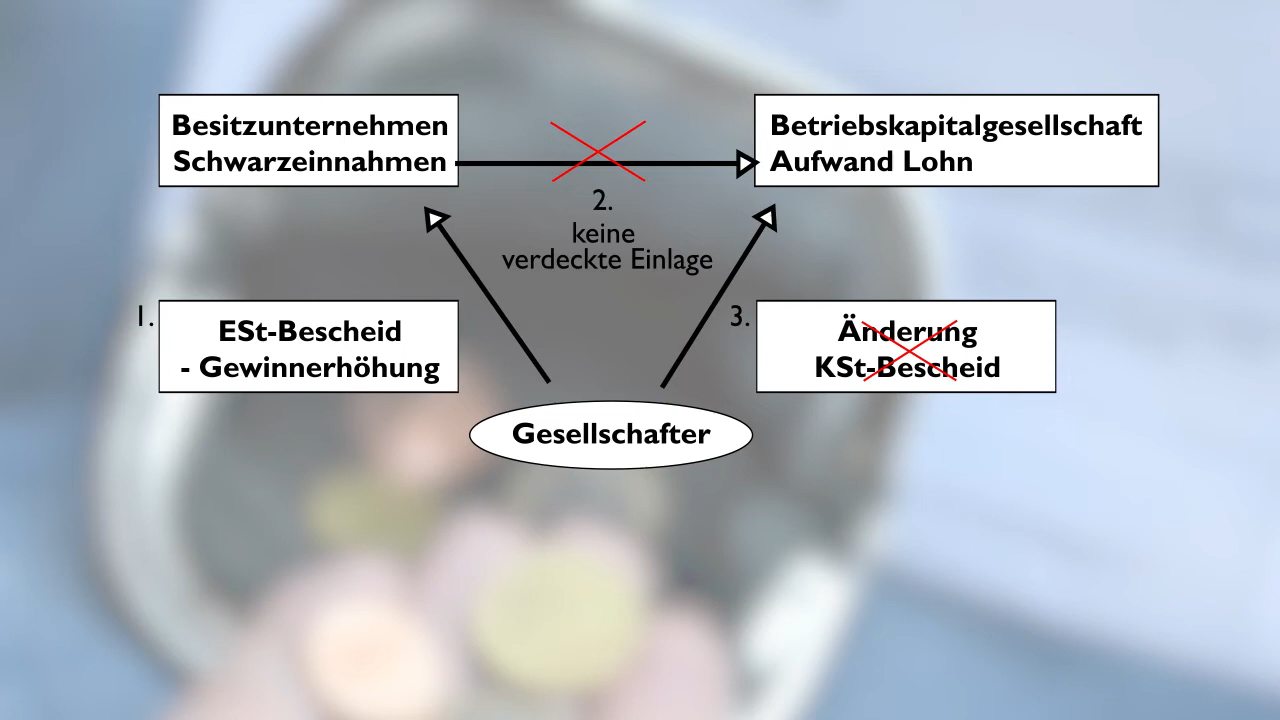 Besitzunternehmen
Schwarzeinnahmen
Betriebskapitalgesellschaft
Aufwand Lohn
2.
keine
verdeckte Einlage
1.
ESt-Bescheid
- Gewinnerhöhung
3.
Änderung
KSt-Bescheid
Gesellschafter